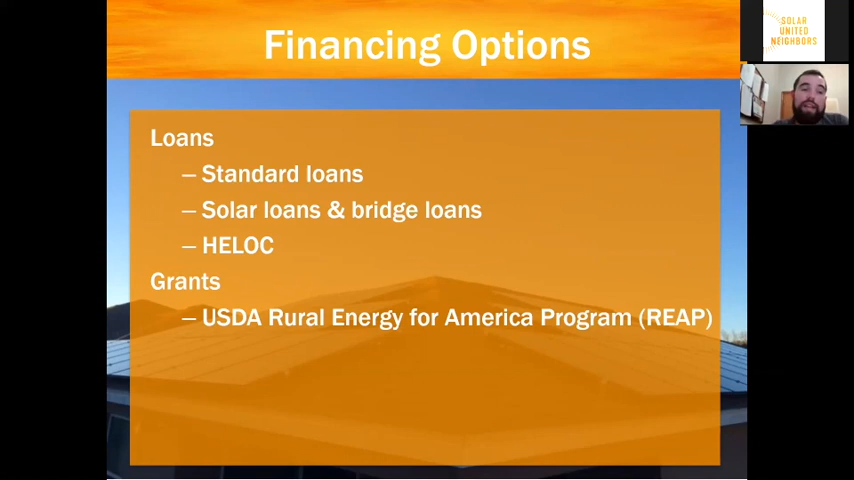 Financing Options
SOLAR
UNITED
NEIGHBORS
Loans
– Standard loans
– Solar loans & bridge loans
– HELOC
Grants
– USDA Rural Energy for America Program (REAP)